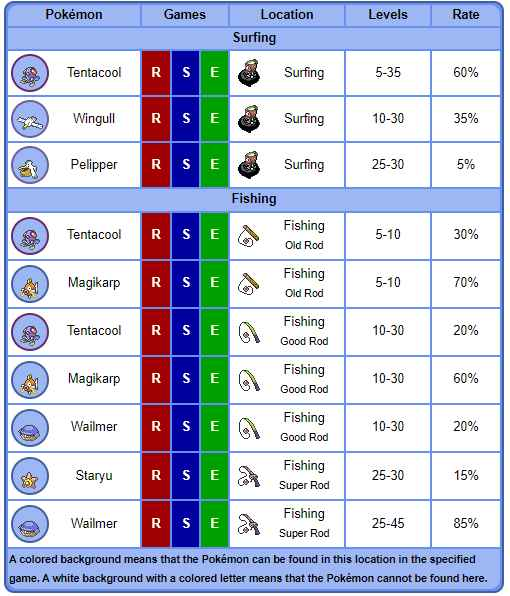 Pokémon Games Location Levels Rate
Surfing
Tentacool R S E Surfing 5-35 60%
Wingull R S E Surfing 10-30 35%
Pelipper R S E Surfing 25-30 5%
Fishing
Tentacool R S E Fishing Old Rod 5-10 30%
Magikarp R S E Fishing Old Rod 5-10 70%
Tentacool R S E Fishing Good Rod 10-30 20%
Magikarp R S E Fishing Good Rod 10-30 60%
Wailmer R S E Fishing Good Rod 10-30 20%
Staryu R S E Fishing Super Rod 25-30 15%
Wailmer R S E Fishing Super Rod 25-45 85%
A colored background means that the Pokémon can be found in this location in the specified
game. A white background with a colored letter means that the Pokémon cannot be found here.